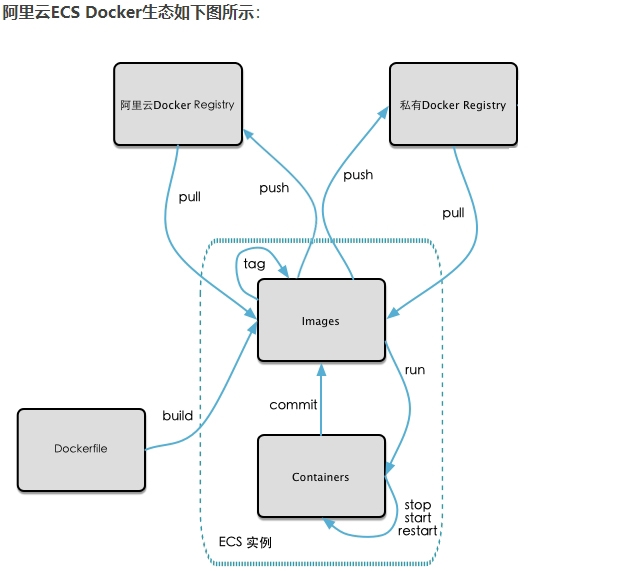 阿里云ECS Docker生态如下图所示：
阿里云Docker Registry
私有Docker Registry
pull
push
push
pull
tag
Images
run
commit
build
Dockerfile
Containers
stop
start
restart
ECS 实例